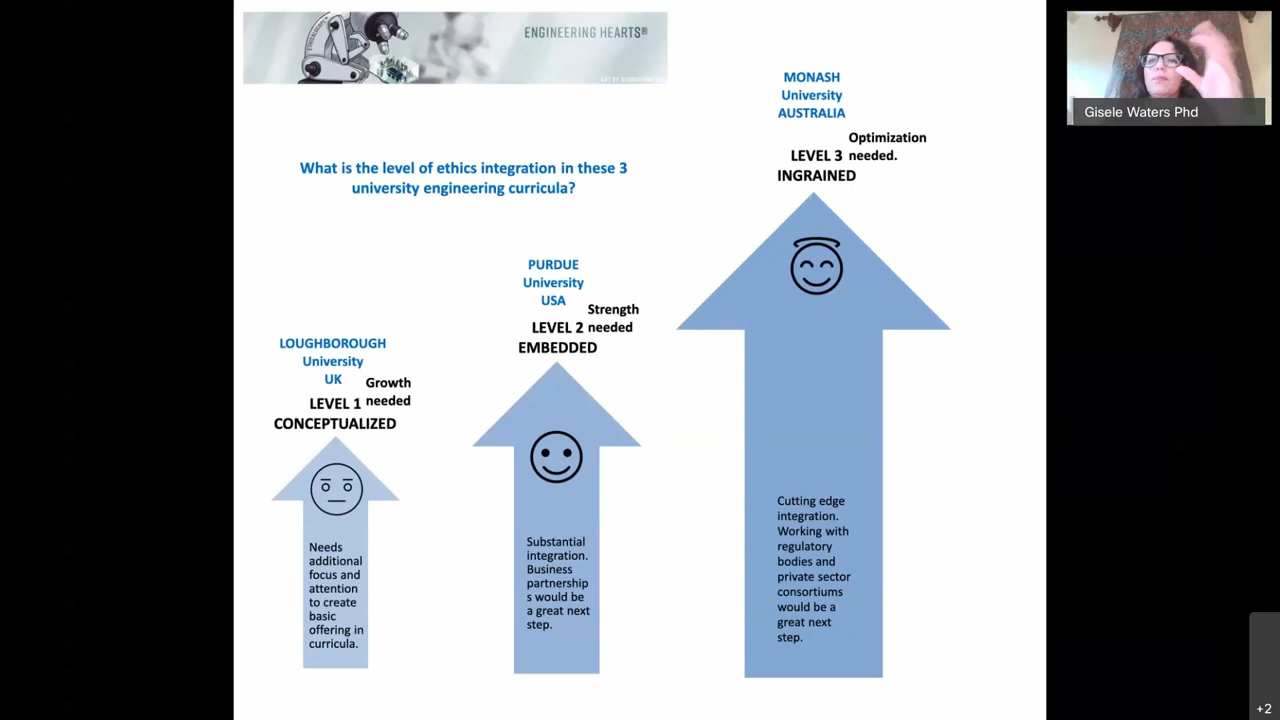 ENGINEERING HEARTS®
Gisele Waters Phd
What is the level of ethics integration in these 3
university engineering curricula?
LOUGHBOROUGH
University
UK
Growth
needed
LEVEL 1
CONCEPTUALIZED
Needs
additional
focus and
attention
to create
basic
offering in
curricula.
PURDUE
University
USA
Strength
needed
LEVEL 2
EMBEDDED
Substantial
integration.
Business
partnership
s would be
a great next
step.
MONASH
University
AUSTRALIA
Optimization
needed.
LEVEL 3
INGRAINED
Cutting edge
integration.
Working with
regulatory
bodies and
private sector
consortiums
would be a
great next
step.
+2